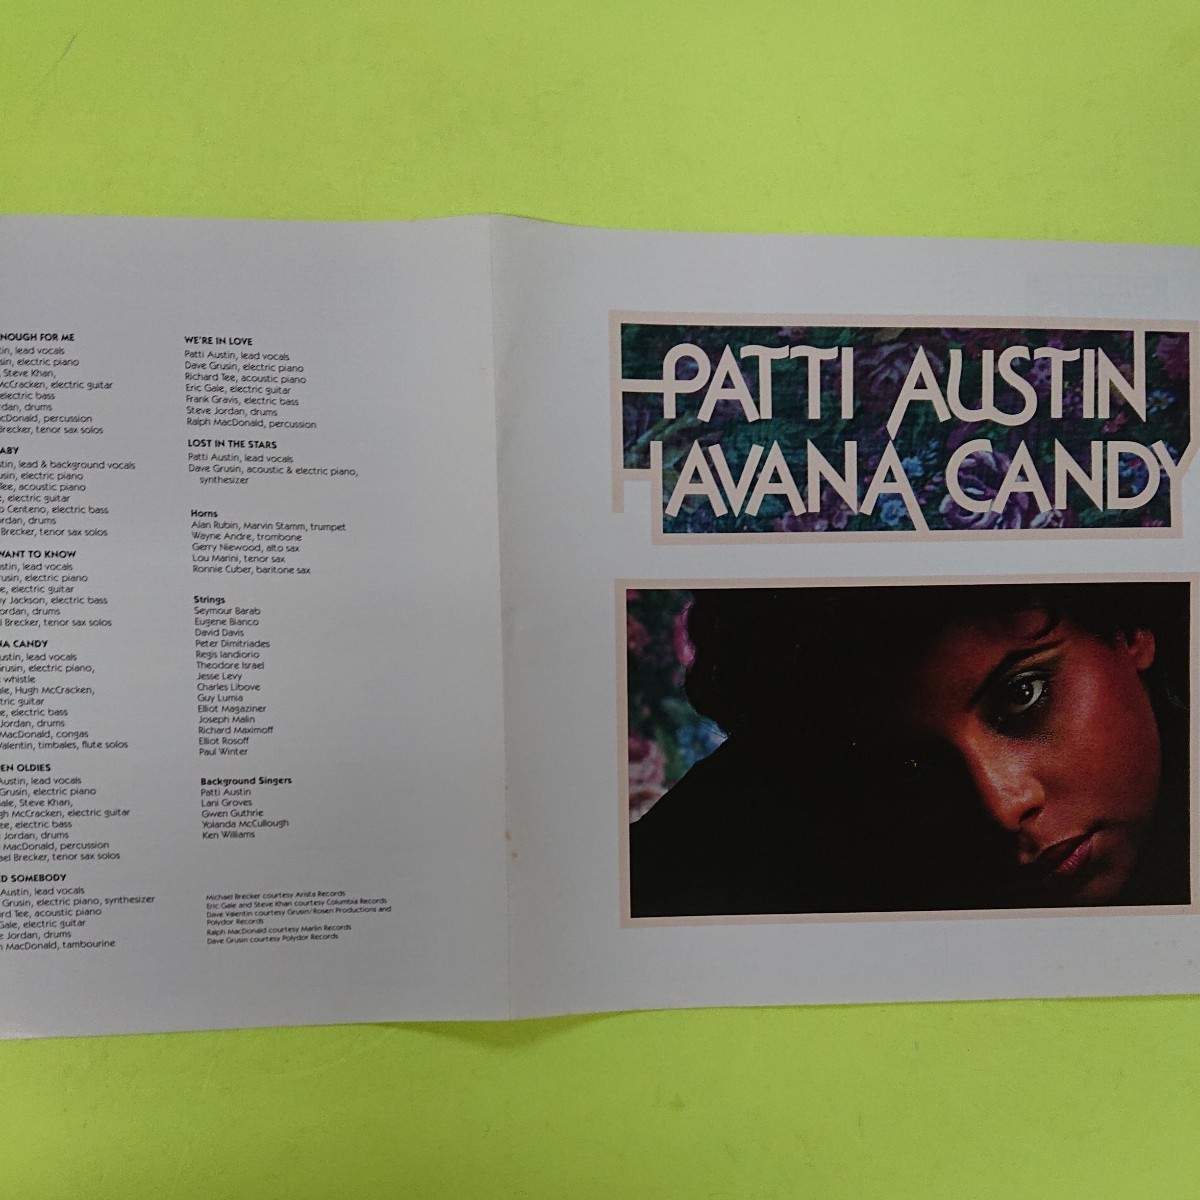 NOUGH FOR ME
tin, lead vocals
sin, electric piano
, Steve Khan,
McCracken, electric guitar
electric bass
rdan, drums
cDonald, percussion
Brecker, tenor sax solos
ABY
stin, lead & background vocals
usin, electric piano
Tee, acoustic piano
e, electric guitar
o Centeno, electric bass
ordan, drums
Brecker, tenor sax solos
WANT TO KNOW
ustin, lead vocals
rusin, electric piano
le, electric guitar
y Jackson, electric bass
ordan, drums
l Brecker, tenor sax solos
NA CANDY
ustin, lead vocals
Grusin, electric piano,
whistle
ale, Hugh McCracken,
tric guitar
e, electric bass
Jordan, drums
MacDonald, congas
Valentin, timbales, flute solos
EN OLDIES
Austin, lead vocals
Grusin, electric piano
Gale, Steve Khan,
gh McCracken, electric guitar
ee, electric bass
Jordan, drums
MacDonald, percussion
ael Brecker, tenor sax solos
ED SOMEBODY
Austin, lead vocals
Grusin, electric piano, synthesizer
rd Tee, acoustic piano
Gale, electric guitar
e Jordan, drums
h MacDonald, tambourine
WE'RE IN LOVE
Patti Austin, lead vocals
Dave Grusin, electric piano
Richard Tee, acoustic piano
Eric Gale, electric guitar
Frank Gravis, electric bass
Steve Jordan, drums
Ralph MacDonald, percussion
LOST IN THE STARS
Patti Austin, lead vocals
Dave Grusin, acoustic & electric piano,
synthesizer
Horns
Alan Rubin, Marvin Stamm, trumpet
Wayne Andre, trombone
Gerry Niewood, alto sax
Lou Marini, tenor sax
Ronnie Cuber, baritone sax
Strings
Seymour Barab
Eugene Bianco
David Davis
Peter Dimitriades
Regis Iandiorio
Theodore Israel
Jesse Levy
Charles Libove
Guy Lumia
Elliot Magaziner
Joseph Malin
Richard Maximoff
Elliot Rosoff
Paul Winter
Background Singers
Patti Austin
Lani Groves
Gwen Guthrie
Yolanda McCullough
Ken Williams
Michael Brecker courtesy Arista Records
Eric Gale and Steve Khan courtesy Columbia Records
Dave Valentin courtesy Grusin/Rosen Productions and
Polydor Records
Ralph MacDonald courtesy Marlin Records
Dave Grusin courtesy Polydor Records
PATTI AUSTIN
HAVANA CANDY